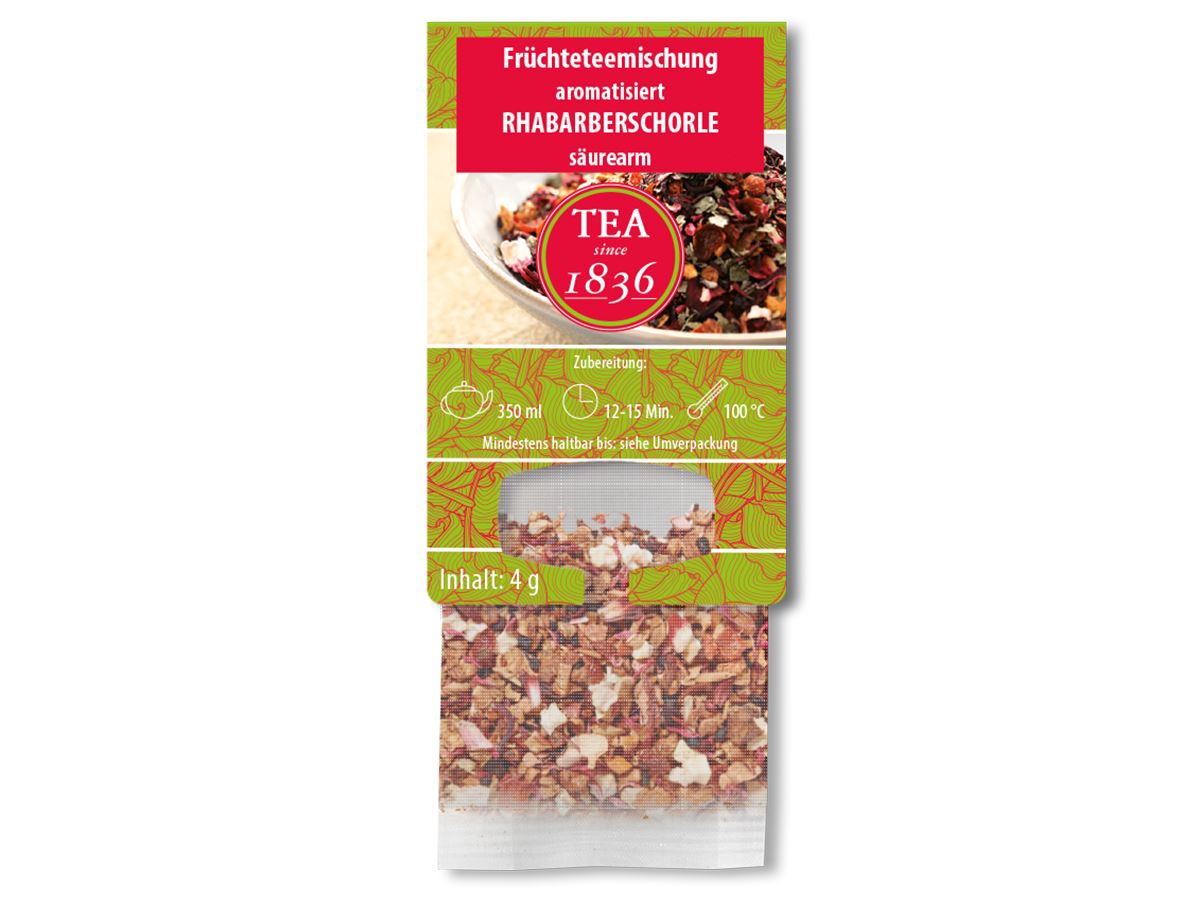 Früchteteemischung
aromatisiert
RHABARBERSCHORLE
säurearm
TEA
since
1836
Zubereitung:
350 ml 12-15 Min. 100 °C
Mindestens haltbar bis: siehe Umverpackung
Inhalt: 4 g